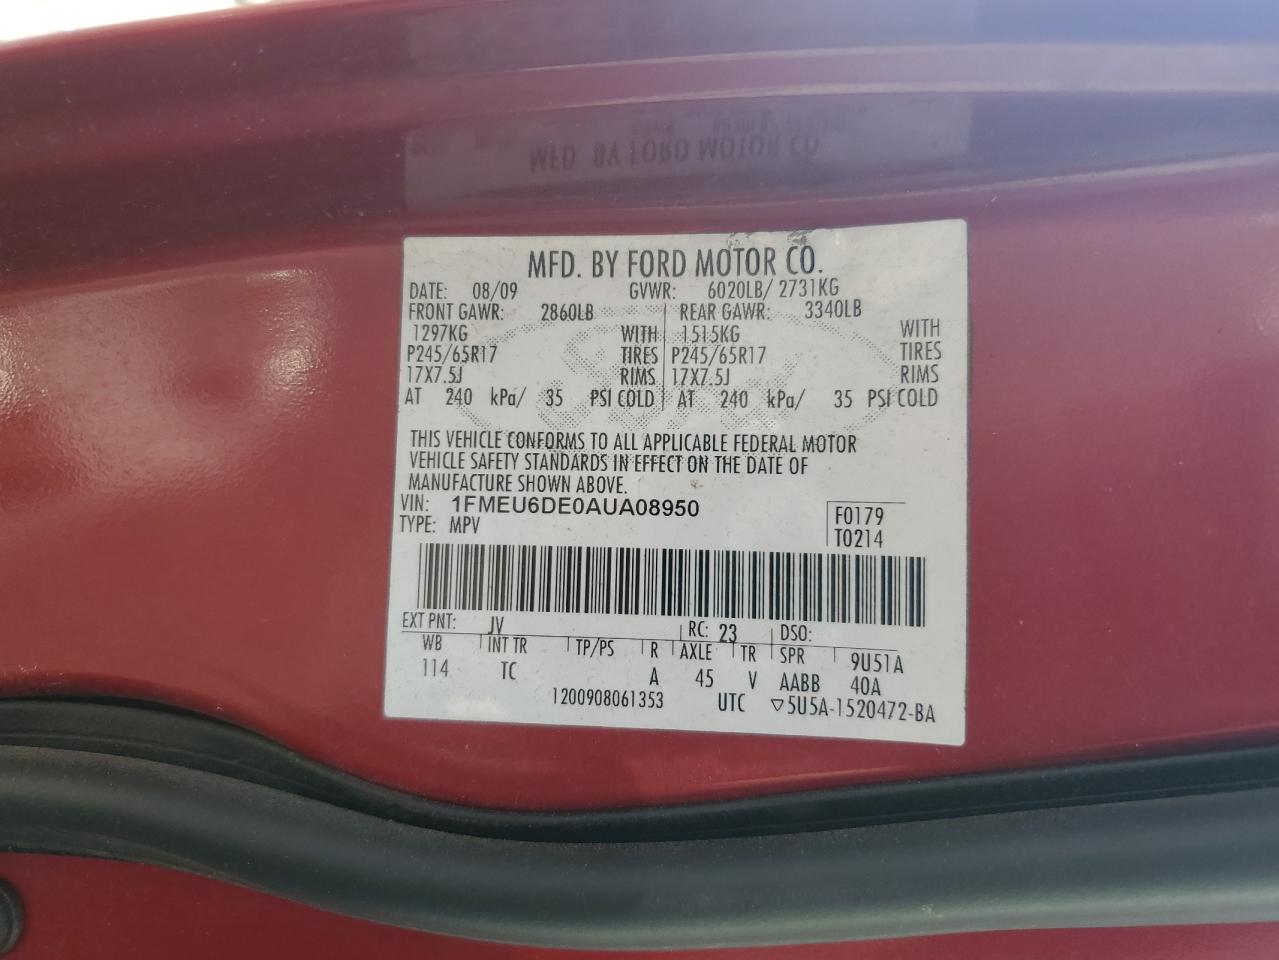 MFD. BY FORD MOTOR CO.
DATE: 08/09 GVWR: 6020LB/ 2731KG
FRONT GAWR: 2860LB REAR GAWR: 3340LB
1297KG WITH 1515KG WITH
P245/65R17 TIRES P245/65R17 TIRES
17X7.5J RIMS 17X7.5J RIMS
AT 240 kPa/ 35 PSI COLD AT 240 kPa/ 35 PSI COLD
THIS VEHICLE CONFORMS TO ALL APPLICABLE FEDERAL MOTOR
VEHICLE SAFETY STANDARDS IN EFFECT ON THE DATE OF
MANUFACTURE SHOWN ABOVE.
VIN: 1FMEU6DE0AUA08950 F0179
TYPE: MPV T0214
EXT PNT: JV RC: 23 DSO:
WB INT TR TP/PS R AXLE TR SPR 9U51A
114 TC A 45 V AABB 40A
1200908061353 UTC ▽5U5A-1520472-BA